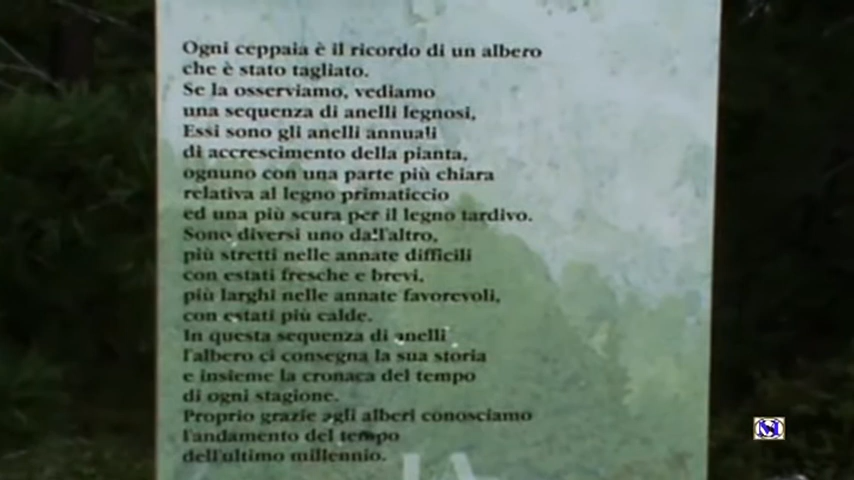 Ogni ceppaia è il ricordo di un albero
che è stato tagliato.
Se la osserviamo, vediamo
una sequenza di anelli legnosi,
Essi sono gli anelli annuali
di accrescimento della pianta,
ognuno con una parte più chiara
relativa al legno primaticcio
ed una più scura per il legno tardivo.
Sono diversi uno dall'altro,
più stretti nelle annate difficili
con estati fresche e brevi,
più larghi nelle annate favorevoli,
con estati più calde.
In questa sequenza di anelli
l'albero ci consegna la sua storia
e insieme la cronaca del tempo
di ogni stagione.
Proprio grazie agli alberi conosciamo
l'andamento del tempo
dell'ultimo millennio.